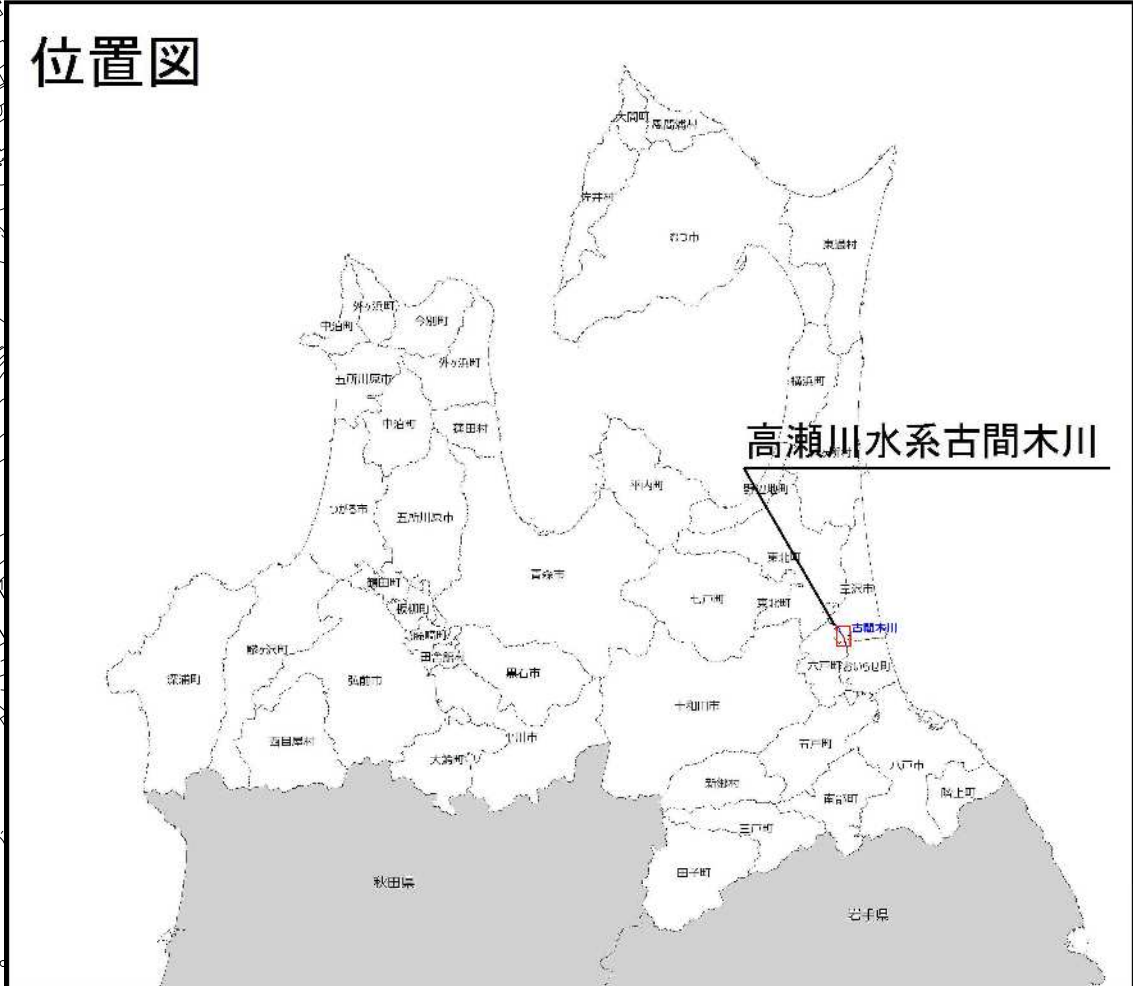 位置図
大間町
風間浦村
佐井村
むつ市
東通村
外ヶ浜町
中泊町
今別町
外ヶ浜町
五所川原市
横浜町
中泊町
蓬田村
高瀬川水系古間木川
平内町
野辺地町
つがる市
五所川原市
東北町
青森市
鶴田町
三沢市
七戸町
東北町
板柳町
古間木川
藤崎町
田舎館村
鰺ヶ沢町
六戸町
おいらせ町
黒石市
深浦町
弘前市
十和田市
西目屋村
平川市
五戸町
大鰐町
八戸市
新郷村
南部町
階上町
三戸町
田子町
秋田県
岩手県